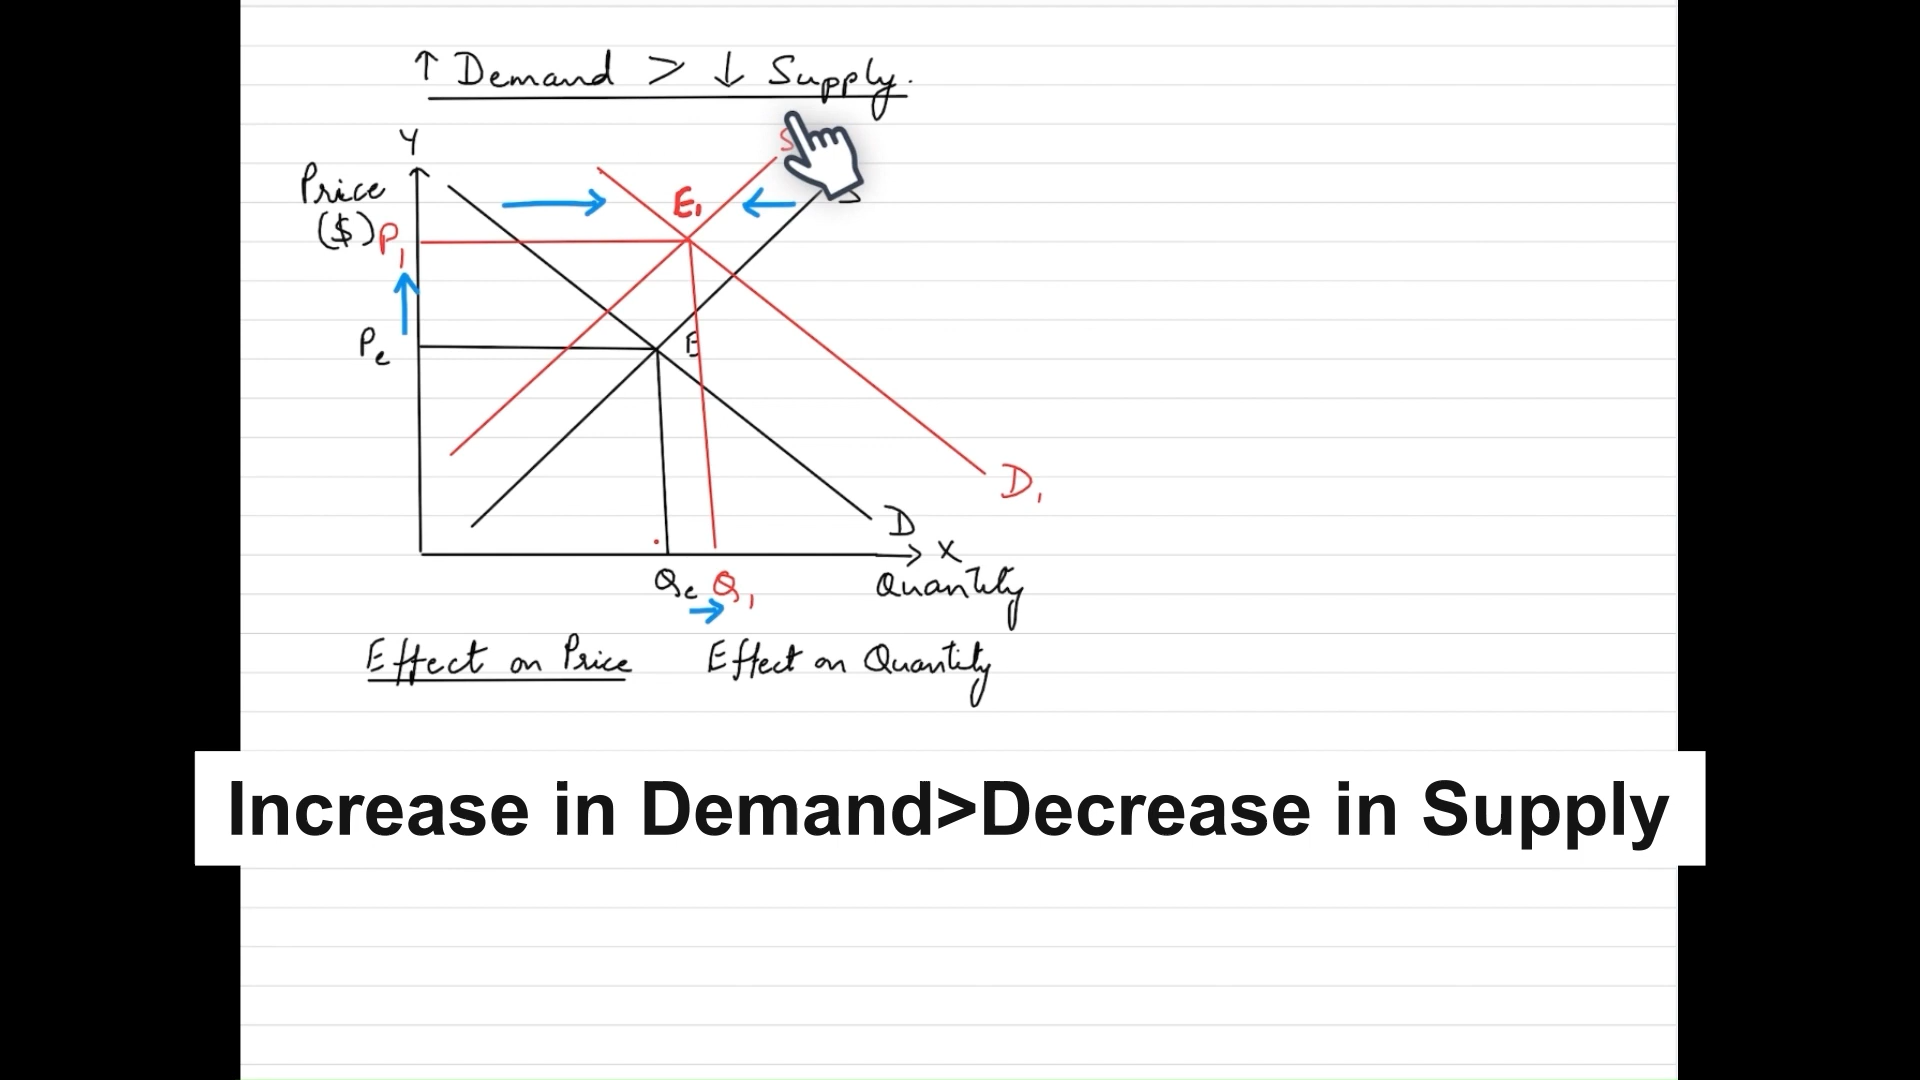 ↑ Demand > ↓ Supply.
Y
S
Price
($) P1
E1
S
Pe
E
D1
D
X
Qe Q1
Quantity
Effect on Price Effect on Quantity
Increase in Demand>Decrease in Supply